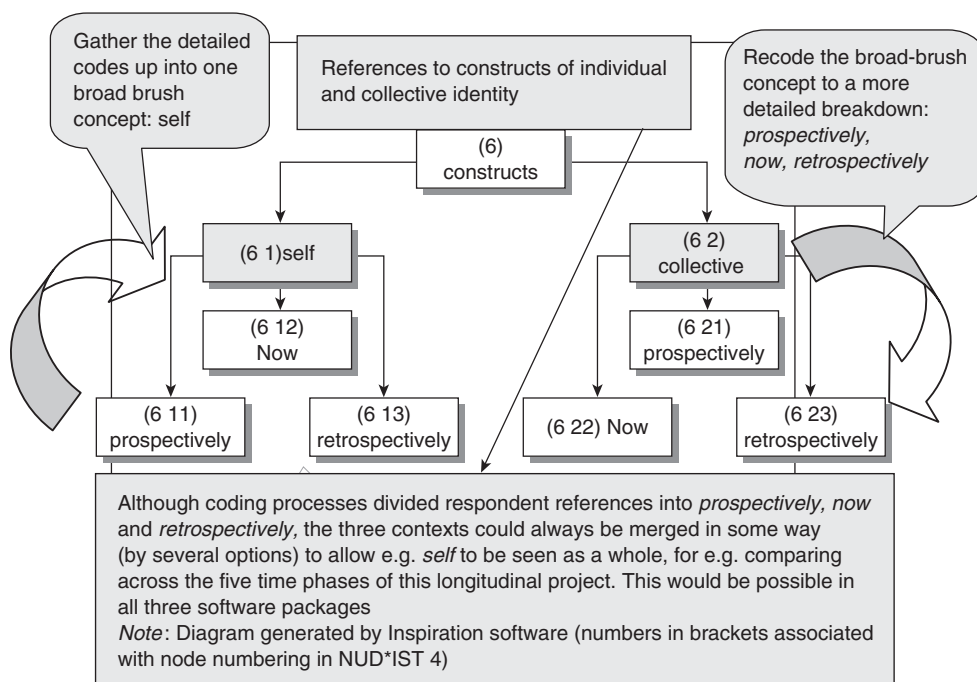 Gather the detailed
codes up into one
broad brush
concept: self
References to constructs of individual
and collective identity
Recode the broad-brush
concept to a more
detailed breakdown:
prospectively,
now, retrospectively
(6)
constructs
(6 1)self
(6 2)
collective
(6 12)
Now
(6 21)
prospectively
(6 11)
prospectively
(6 13)
retrospectively
(6 22) Now
(6 23)
retrospectively
Although coding processes divided respondent references into prospectively, now
and retrospectively, the three contexts could always be merged in some way
(by several options) to allow e.g. self to be seen as a whole, for e.g. comparing
across the five time phases of this longitudinal project. This would be possible in
all three software packages
Note: Diagram generated by Inspiration software (numbers in brackets associated
with node numbering in NUD*IST 4)